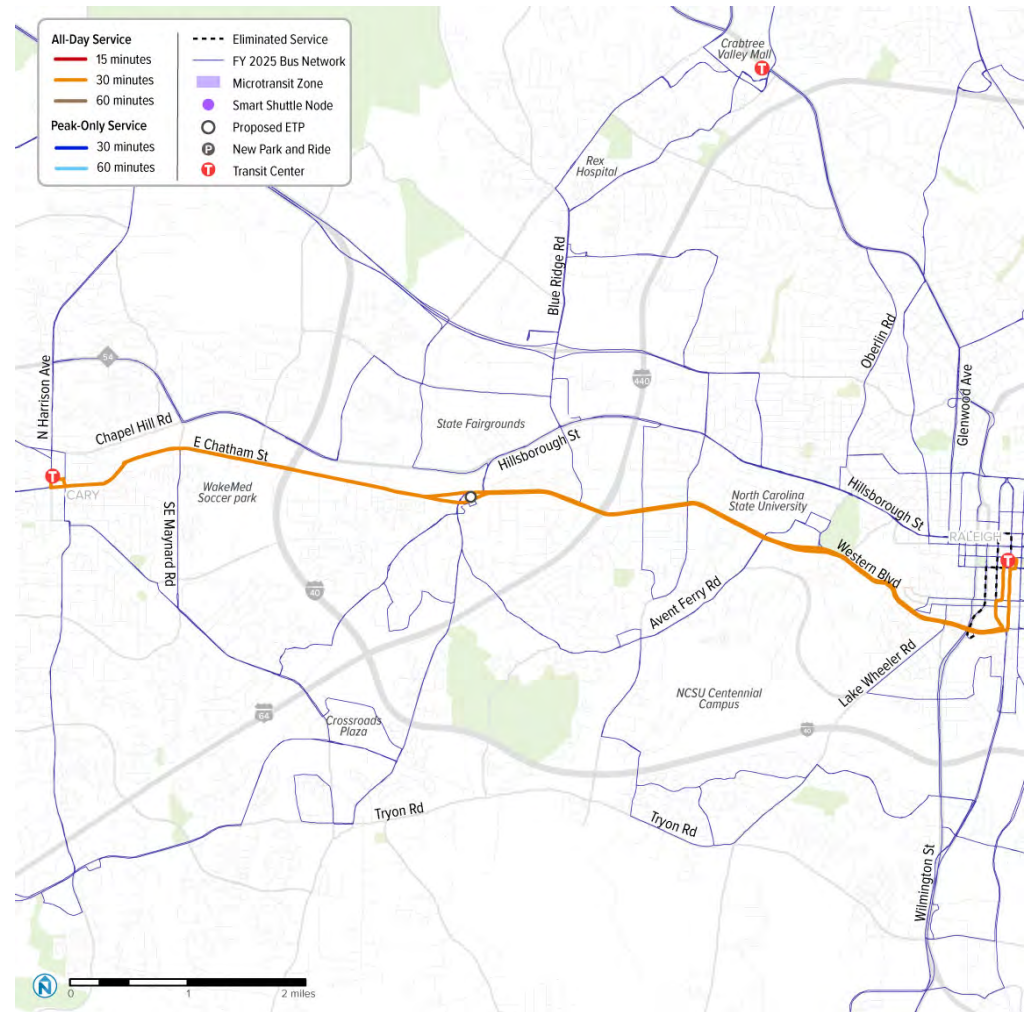 All-Day Service
15 minutes
30 minutes
60 minutes
Peak-Only Service
30 minutes
60 minutes
Eliminated Service
FY 2025 Bus Network
Microtransit Zone
Smart Shuttle Node
Proposed ETP
P New Park and Ride
T Transit Center
Crabtree
Valley Mall
T
Rex
Hospital
Blue Ridge Rd
Oberlin Rd
Glenwood Ave
N Harrison Ave
54
440
Chapel Hill Rd
State Fairgrounds
Hillsborough St
E Chatham St
T
CARY
WakeMed
Soccer park
SE Maynard Rd
North Carolina
State University
Hillsborough St
RALEIGH
T
Western Blvd
40
Avent Ferry Rd
Lake Wheeler Rd
NCSU Centennial
Campus
64
Crossroads
Plaza
40
Tryon Rd
Tryon Rd
Wilmington St
N
0 1 2 miles